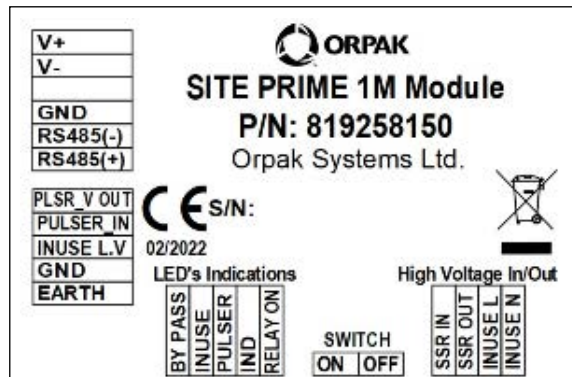 V+
V-
GND
RS485(-)
RS485(+)
ORPAK
SITE PRIME 1M Module
P/N: 819258150
Orpak Systems Ltd.
PLSR_V OUT
PULSER_IN
INUSE L.V
GND
EARTH
CE S/N:
02/2022
LED's Indications
BY PASS
INUSE
PULSER
IND
RELAY ON
SWITCH
ON OFF
High Voltage In/Out
SSR IN
SSR OUT
INUSE L
INUSE N